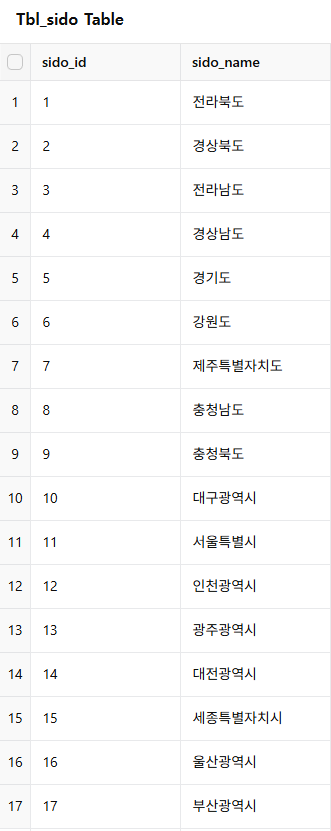 Tbl_sido Table
sido_id sido_name
1 1 전라북도
2 2 경상북도
3 3 전라남도
4 4 경상남도
5 5 경기도
6 6 강원도
7 7 제주특별자치도
8 8 충청남도
9 9 충청북도
10 10 대구광역시
11 11 서울특별시
12 12 인천광역시
13 13 광주광역시
14 14 대전광역시
15 15 세종특별자치시
16 16 울산광역시
17 17 부산광역시